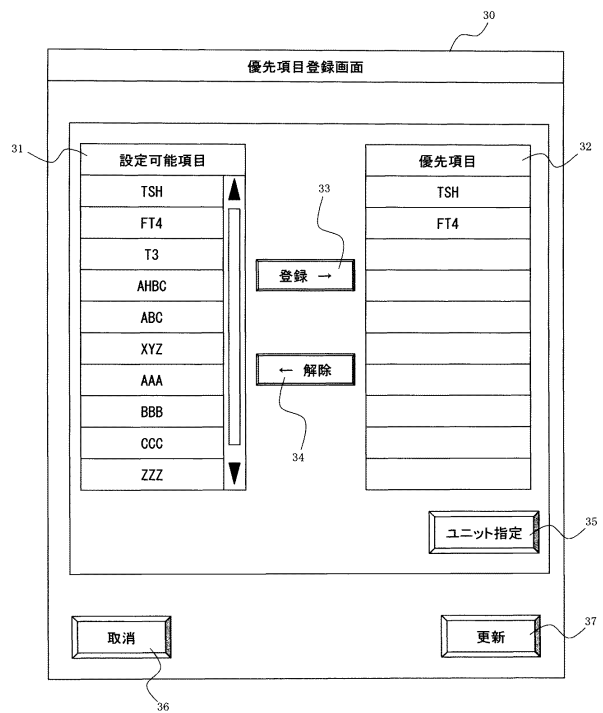 30
優先項目登録画面
31
設定可能項目
TSH
FT4
T3
AHBC
ABC
XYZ
AAA
BBB
CCC
ZZZ
33
登録 →
← 解除
34
32
優先項目
TSH
FT4
ユニット指定
35
取消
36
更新
37